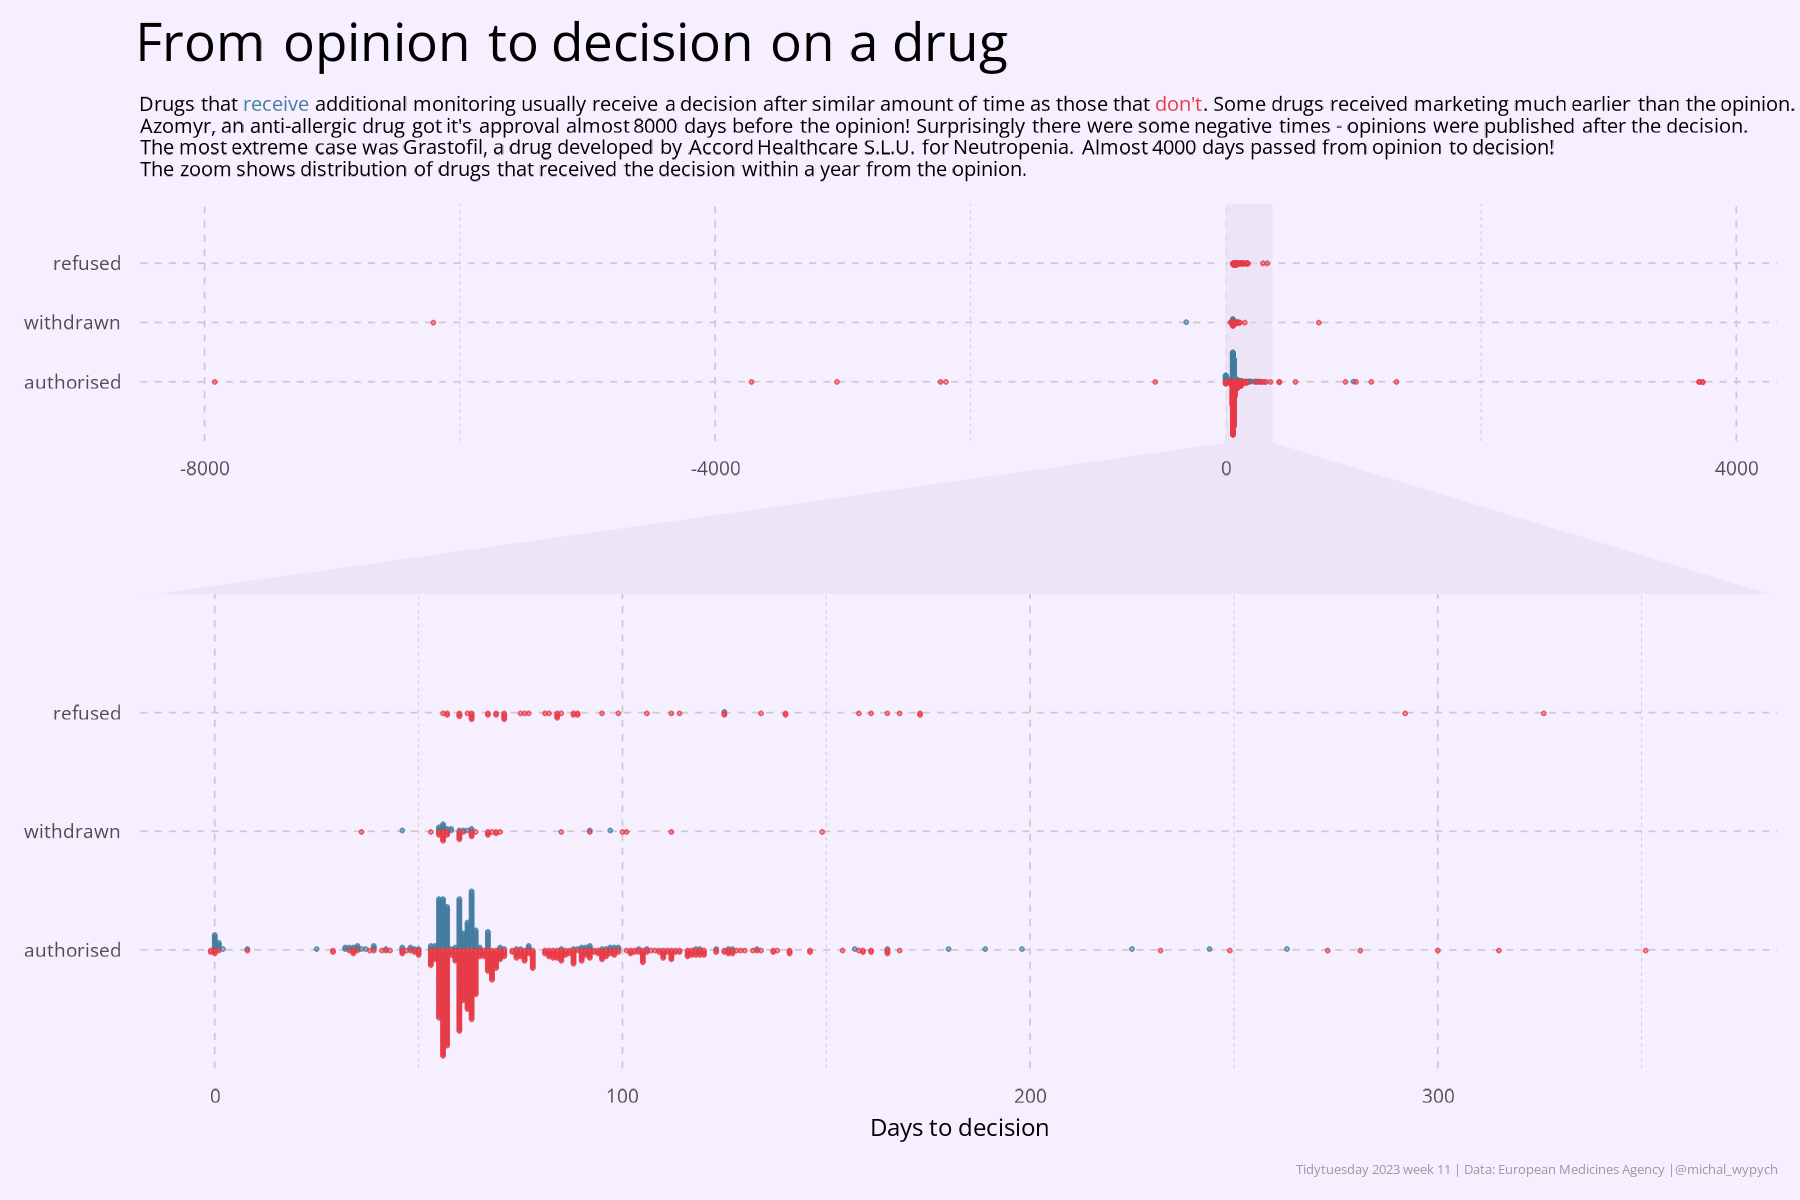 From opinion to decision on a drug
Drugs that receive additional monitoring usually receive a decision after similar amount of time as those that don't. Some drugs received marketing much earlier than the opinion.
Azomyr, an anti-allergic drug got it's approval almost 8000 days before the opinion! Surprisingly there were some negative times - opinions were published after the decision.
The most extreme case was Grastofil, a drug developed by Accord Healthcare S.L.U. for Neutropenia. Almost 4000 days passed from opinion to decision!
The zoom shows distribution of drugs that received the decision within a year from the opinion.
refused
withdrawn
authorised
-8000 -4000 0 4000
refused
withdrawn
authorised
0 100 200 300
Days to decision
Tidytuesday 2023 week 11 | Data: European Medicines Agency |@michal_wypych